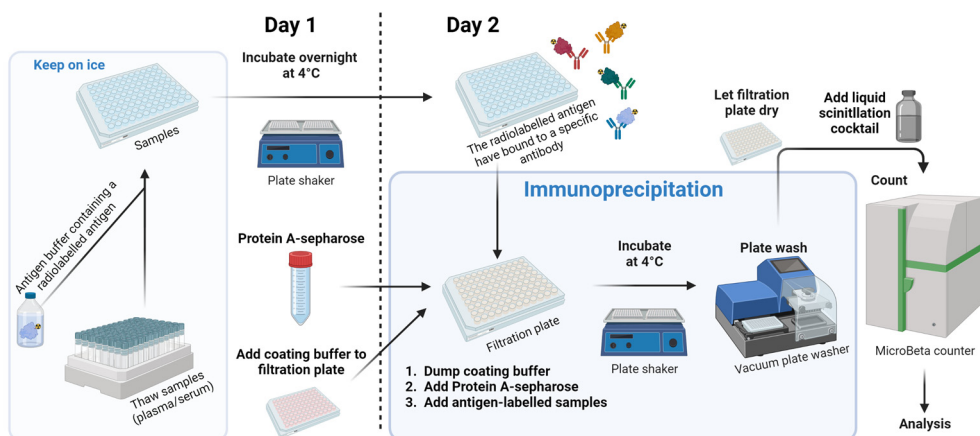 Day 1
Day 2
Keep on ice
Samples
Antigen buffer containing a
radiolabelled antigen
Thaw samples
(plasma/serum)
Incubate overnight
at 4°C
Plate shaker
Protein A-sepharose
Add coating buffer to
filtration plate
The radiolabelled antigen
have bound to a specific
antibody
Immunoprecipitation
Filtration plate
1. Dump coating buffer
2. Add Protein A-sepharose
3. Add antigen-labelled samples
Incubate
at 4°C
Plate shaker
Plate wash
Vacuum plate washer
Let filtration
plate dry
Add liquid
scinitllation
cocktail
Count
MicroBeta counter
Analysis